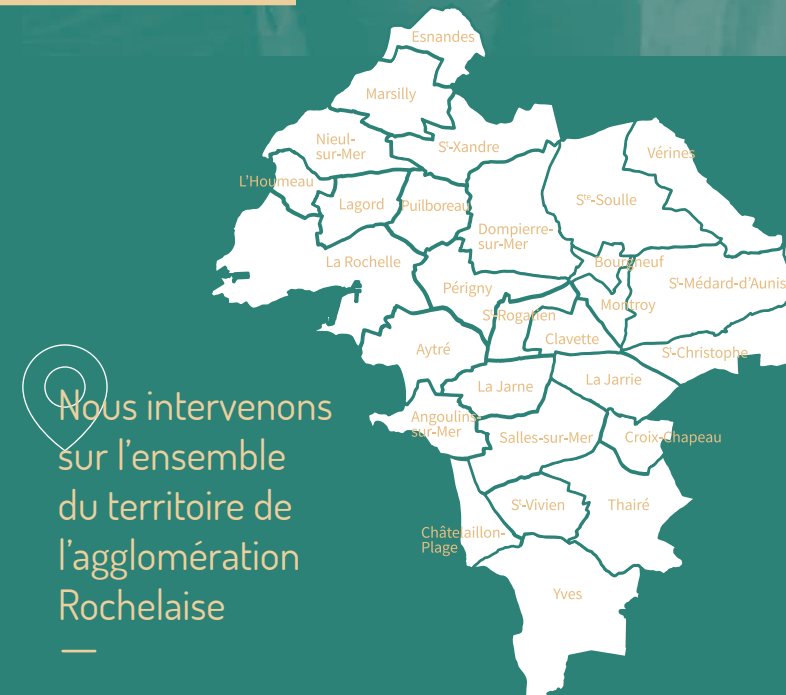 Esnandes
Marsilly
Nieul-
sur-Mer
Sᵗ-Xandre
Vérines
L'Houmeau
Lagord
Puilboreau
Sᵗᵉ-Soulle
Dompierre-
sur-Mer
La Rochelle
Bourgneuf
Périgny
Sᵗ-Médard-d'Aunis
Montroy
Sᵗ-Rogatien
Clavette
Aytré
Sᵗ-Christophe
La Jarne
La Jarrie
Angoulins-
sur-Mer
Salles-sur-Mer
Croix-Chapeau
Sᵗ-Vivien
Thairé
Châtelaillon-
Plage
Yves
Nous intervenons
sur l'ensemble
du territoire de
l'agglomération
Rochelaise